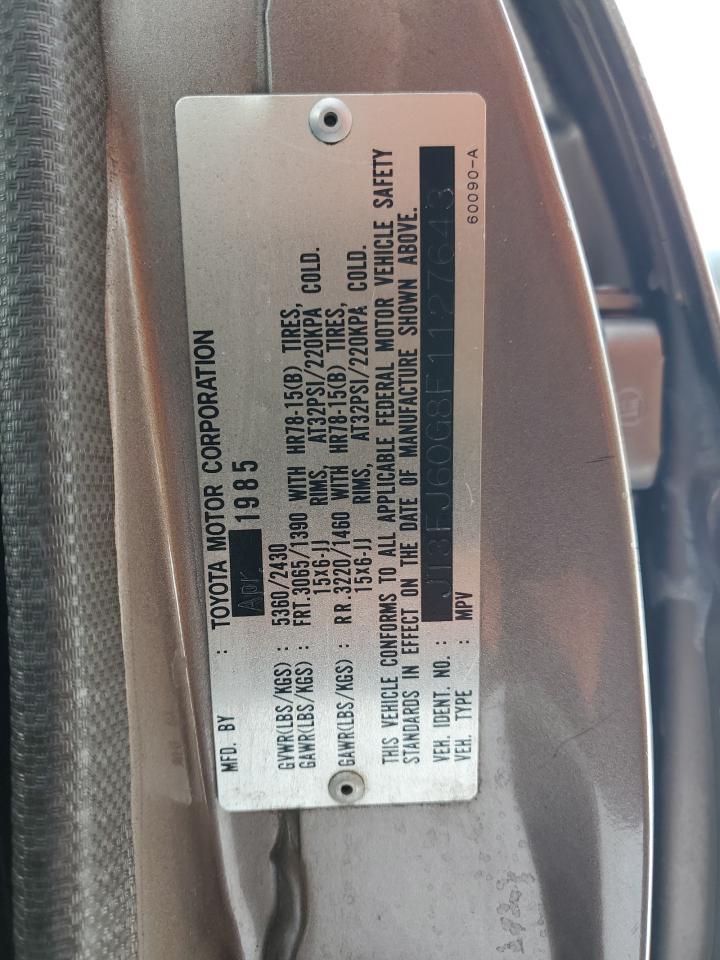 MFD. BY : TOYOTA MOTOR CORPORATION
Apr. 1985
GVWR(LBS/KGS) : 5360/2430
GAWR(LBS/KGS) : FRT.3065/1390 WITH HR78-15(B) TIRES,
15x6-JJ RIMS, AT32PSI/220KPA COLD.
GAWR(LBS/KGS) : RR.3220/1460 WITH HR78-15(B) TIRES,
15x6-JJ RIMS, AT32PSI/220KPA COLD.
THIS VEHICLE CONFORMS TO ALL APPLICABLE FEDERAL MOTOR VEHICLE SAFETY
STANDARDS IN EFFECT ON THE DATE OF MANUFACTURE SHOWN ABOVE.
VEH. IDENT. NO. : JT3FJ60G8F1127643
VEH. TYPE : MPV
60090-A